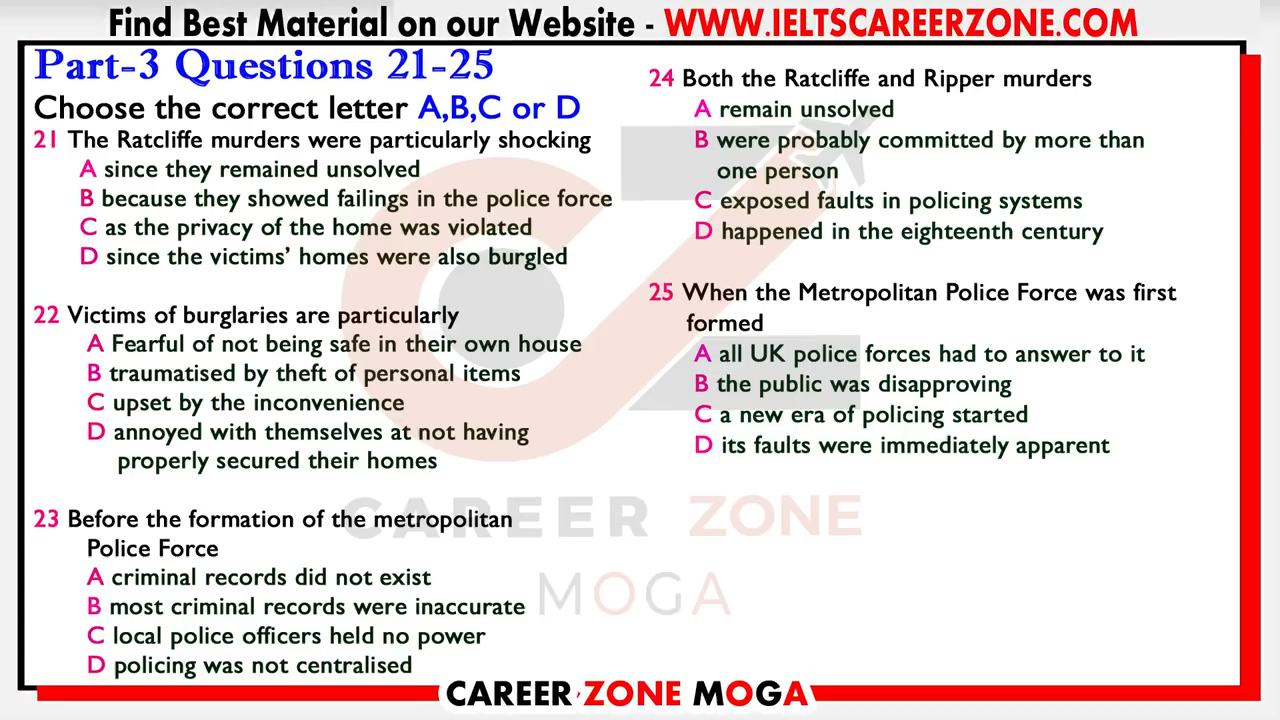 Find Best Material on our Website - WWW.IELTSCAREERZONE.COM
Part-3 Questions 21-25
Choose the correct letter A,B,C or D
21 The Ratcliffe murders were particularly shocking
A since they remained unsolved
B because they showed failings in the police force
C as the privacy of the home was violated
D since the victims' homes were also burgled
22 Victims of burglaries are particularly
A Fearful of not being safe in their own house
B traumatised by theft of personal items
C upset by the inconvenience
D annoyed with themselves at not having
properly secured their homes
23 Before the formation of the metropolitan
Police Force
A criminal records did not exist
B most criminal records were inaccurate
C local police officers held no power
D policing was not centralised
24 Both the Ratcliffe and Ripper murders
A remain unsolved
B were probably committed by more than
one person
C exposed faults in policing systems
D happened in the eighteenth century
25 When the Metropolitan Police Force was first
formed
A all UK police forces had to answer to it
B the public was disapproving
C a new era of policing started
D its faults were immediately apparent
CAREER ZONE
MOGA
CAREER ZONE MOGA